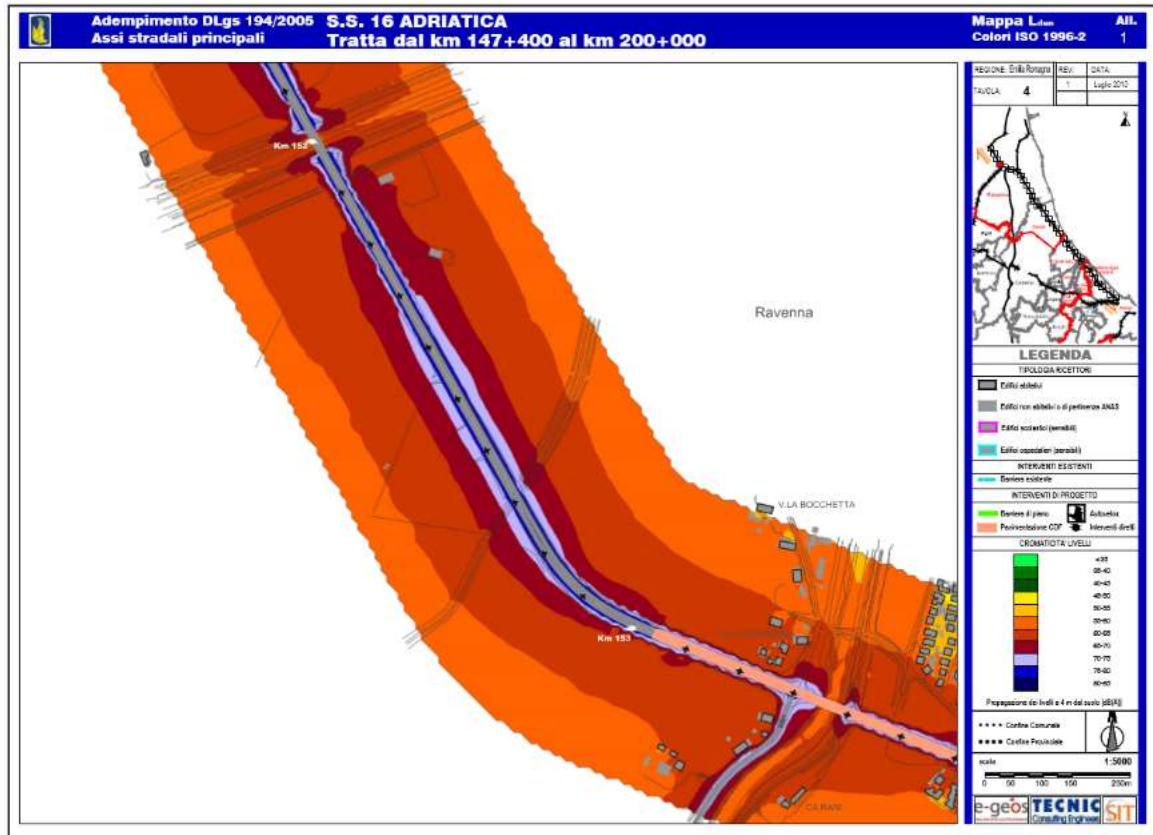 Adempimento DLgs 194/2005
Assi stradali principali
S.S. 16 ADRIATICA
Tratta dal km 147+400 al km 200+000
Mappa Lden
Colori ISO 1996-2
All.
1
Km 152
Ravenna
V.LA BOCCHETTA
Km 153
CA RANI
REGIONE: Emilia Romagna
REV:
DATA:
TAVOLA: 4
1
Luglio 2013
N
LEGENDA
TIPOLOGIA RICETTORI
Edifici abitativi
Edifici non abitativi o di pertinenza ANAS
Edifici scolastici (sensibili)
Edifici ospedalieri (sensibili)
INTERVENTI ESISTENTI
Barriere esistente
INTERVENTI DI PROGETTO
Barriere di piano
Autovelox
Pavimentazione CDF
Interventi diretti
CROMATICITA' LIVELLI
<35
35-40
40-45
45-50
50-55
55-60
60-65
65-70
70-75
75-80
80-85
Propagazione dei livelli a 4 m dal suolo [dB(A)]
Confine Comunale
Confine Provinciale
scala
1:5000
0 50 100 150 250m
e-geos
TECNIC
Consulting Engineers
SIT